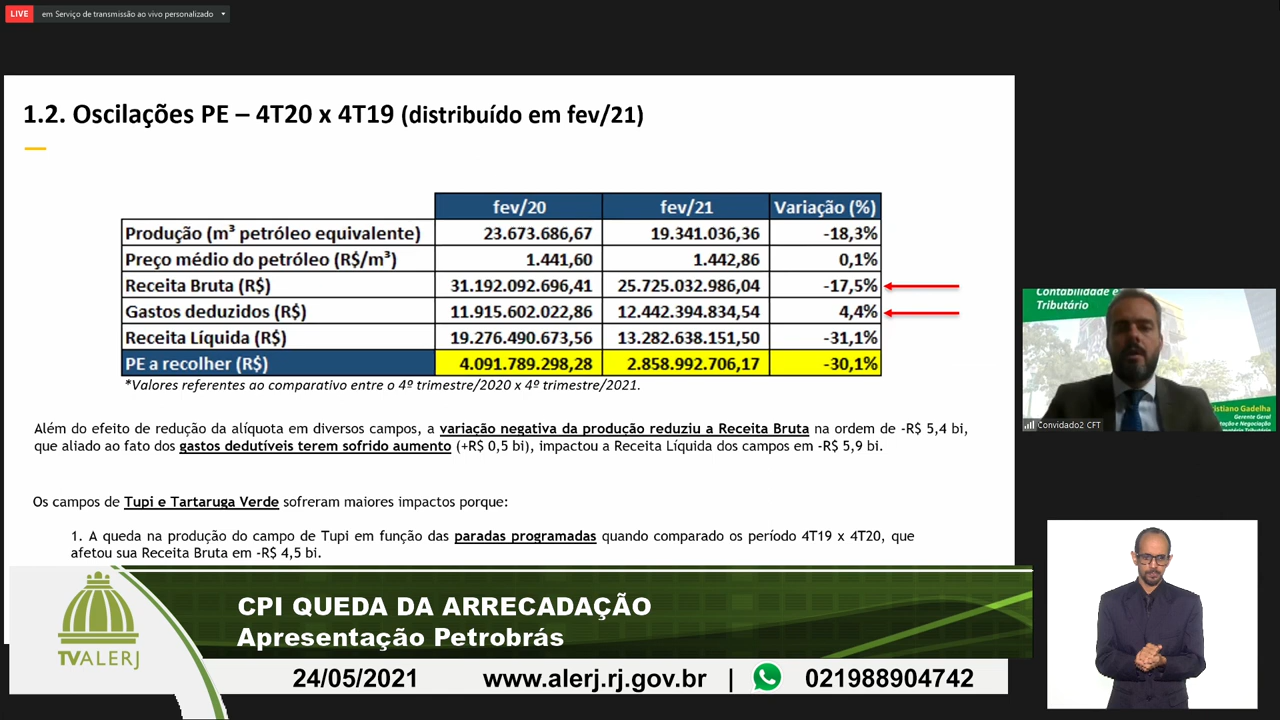 LIVE em Serviço de transmissão ao vivo personalizado
1.2. Oscilações PE – 4T20 x 4T19 (distribuído em fev/21)
fev/20 fev/21 Variação (%)
Produção (m³ petróleo equivalente) 23.673.686,67 19.341.036,36 -18,3%
Preço médio do petróleo (R$/m³) 1.441,60 1.442,86 0,1%
Receita Bruta (R$) 31.192.092.696,41 25.725.032.986,04 -17,5%
Gastos deduzidos (R$) 11.915.602.022,86 12.442.394.834,54 4,4%
Receita Líquida (R$) 19.276.490.673,56 13.282.638.151,50 -31,1%
PE a recolher (R$) 4.091.789.298,28 2.858.992.706,17 -30,1%
*Valores referentes ao comparativo entre o 4º trimestre/2020 x 4º trimestre/2021.
Além do efeito de redução da alíquota em diversos campos, a variação negativa da produção reduziu a Receita Bruta na ordem de -R$ 5,4 bi,
que aliado ao fato dos gastos dedutíveis terem sofrido aumento (+R$ 0,5 bi), impactou a Receita Líquida dos campos em -R$ 5,9 bi.
Os campos de Tupi e Tartaruga Verde sofreram maiores impactos porque:
1. A queda na produção do campo de Tupi em função das paradas programadas quando comparado os período 4T19 x 4T20, que
afetou sua Receita Bruta em -R$ 4,5 bi.
Contabilidade e
Tributário
Gadelha
Gerente Geral
Negociação
Tributário
Convidado2 CFT
TVALERJ
CPI QUEDA DA ARRECADAÇÃO
Apresentação Petrobrás
24/05/2021 www.alerj.rj.gov.br | 021988904742